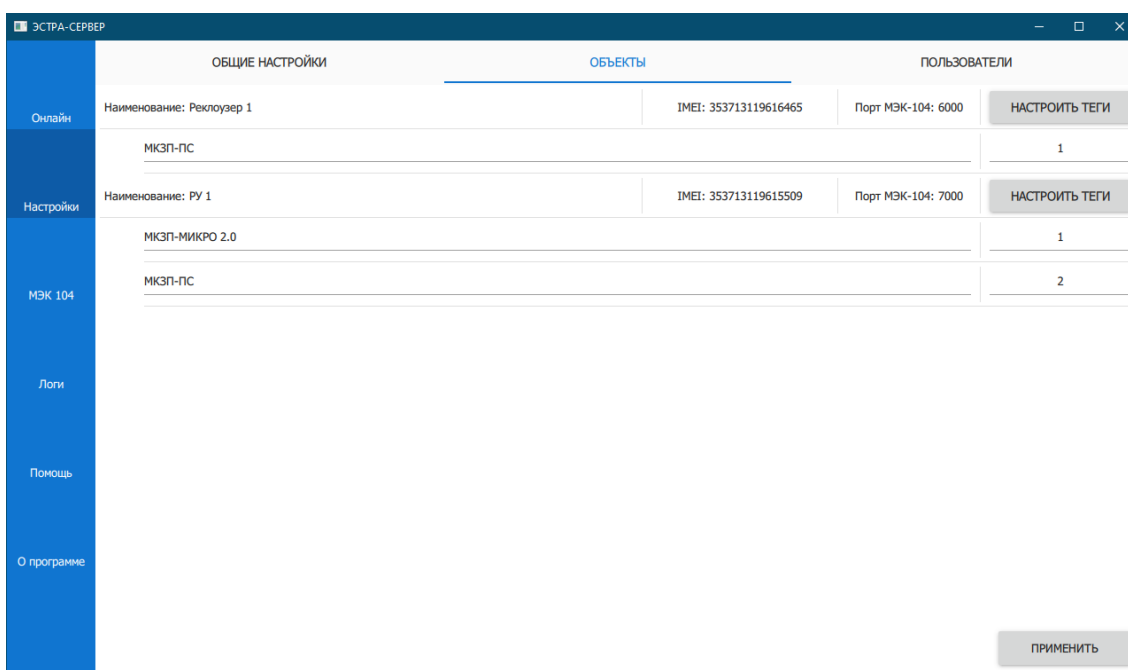 ЭСТРА-СЕРВЕР
ОБЩИЕ НАСТРОЙКИ ОБЪЕКТЫ ПОЛЬЗОВАТЕЛИ
Онлайн
Наименование: Реклоузер 1 IMEI: 353713119616465 Порт МЭК-104: 6000 НАСТРОИТЬ ТЕГИ
МКЗП-ПС 1
Настройки
Наименование: РУ 1 IMEI: 353713119615509 Порт МЭК-104: 7000 НАСТРОИТЬ ТЕГИ
МКЗП-МИКРО 2.0 1
МКЗП-ПС 2
МЭК 104
Логи
Помощь
О программе
ПРИМЕНИТЬ